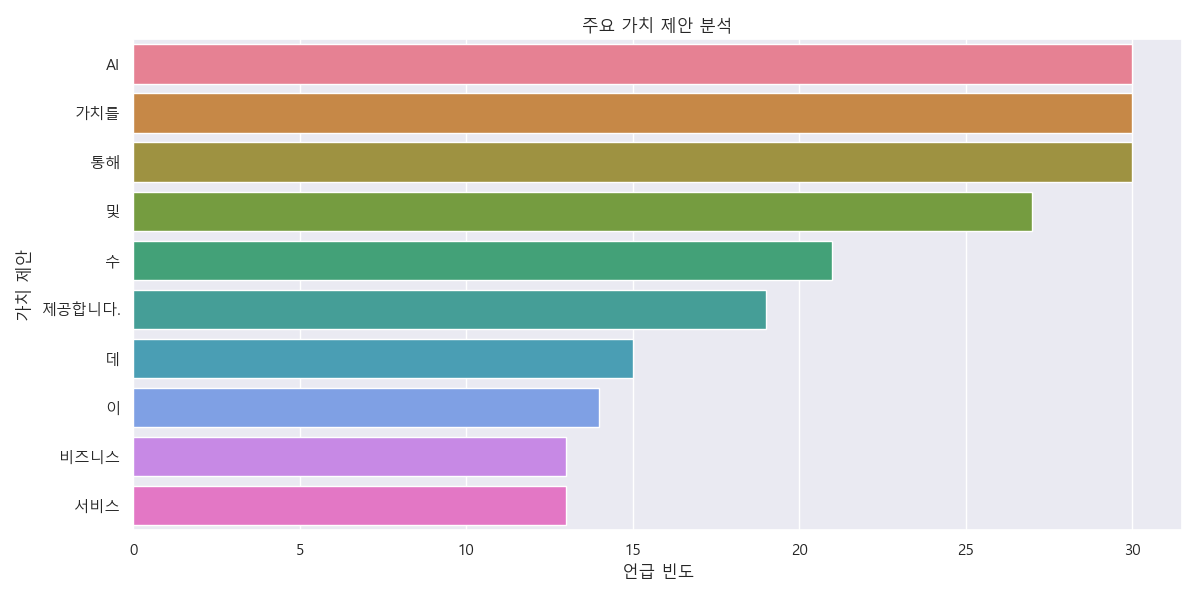 주요 가치 제안 분석
가치 제안
AI
가치를
통해
및
수
제공합니다.
데
이
비즈니스
서비스
0 5 10 15 20 25 30
언급 빈도